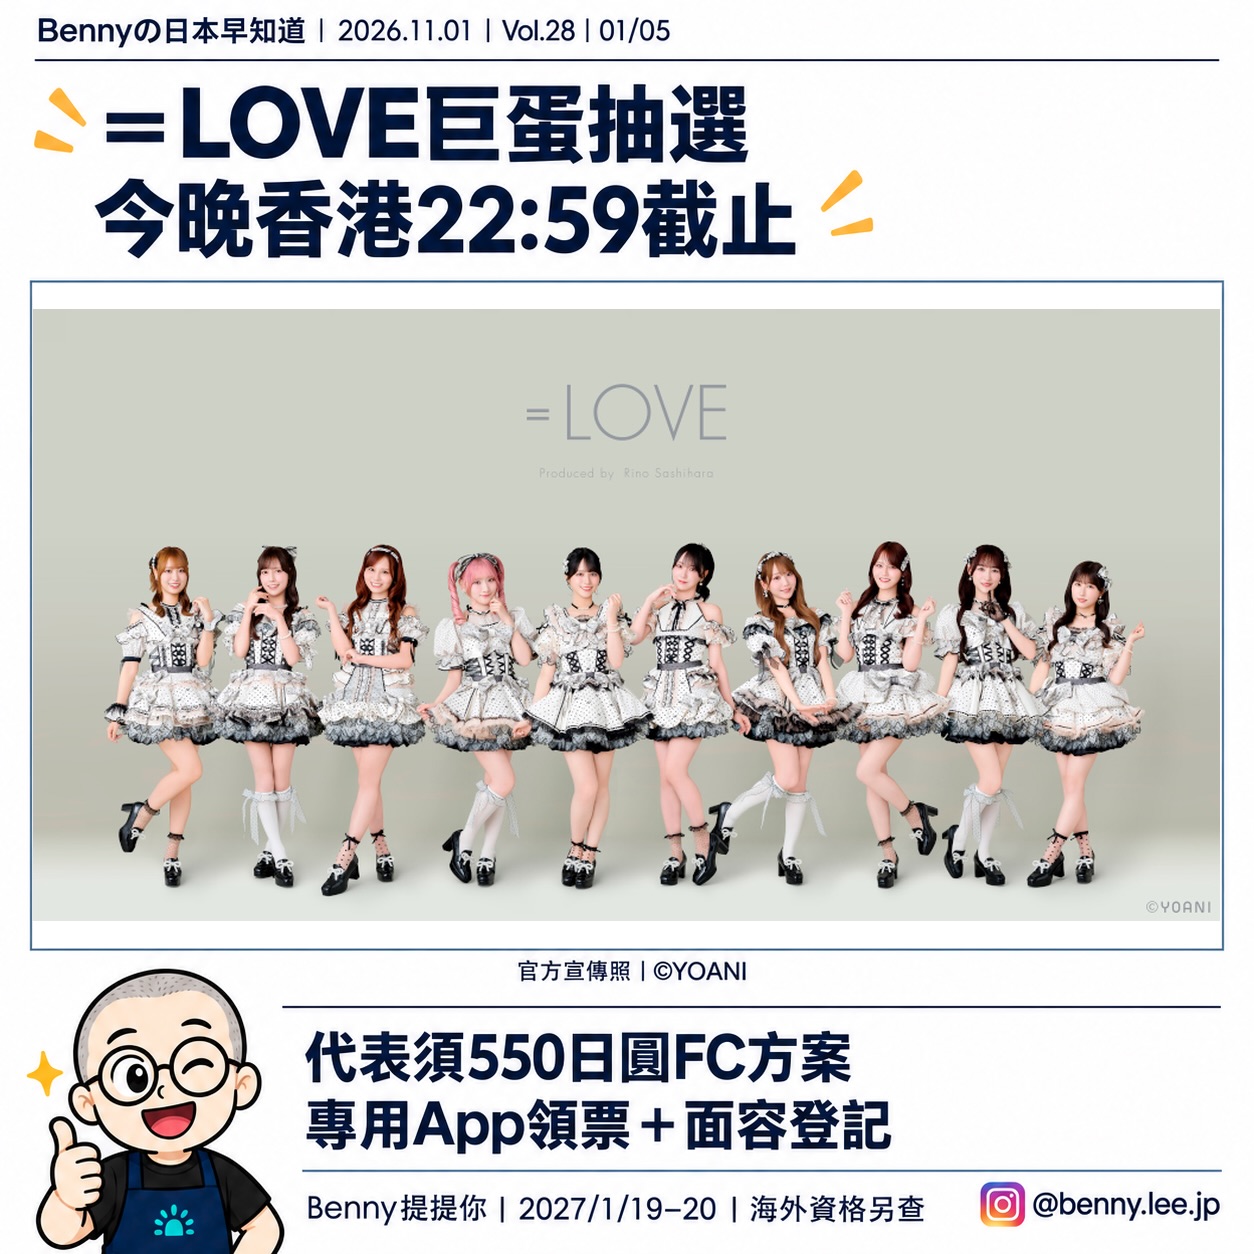 Bennyの日本早知道 | 2026.11.01 | Vol.28 | 01/05
=LOVE巨蛋抽選
今晚香港22:59截止
=LOVE
Produced by Rino Sashihara
©YOANI
官方宣傳照 | ©YOANI
代表須550日圓FC方案
專用App領票+面容登記
Benny提提你 | 2027/1/19–20 | 海外資格另查
@benny.lee.jp